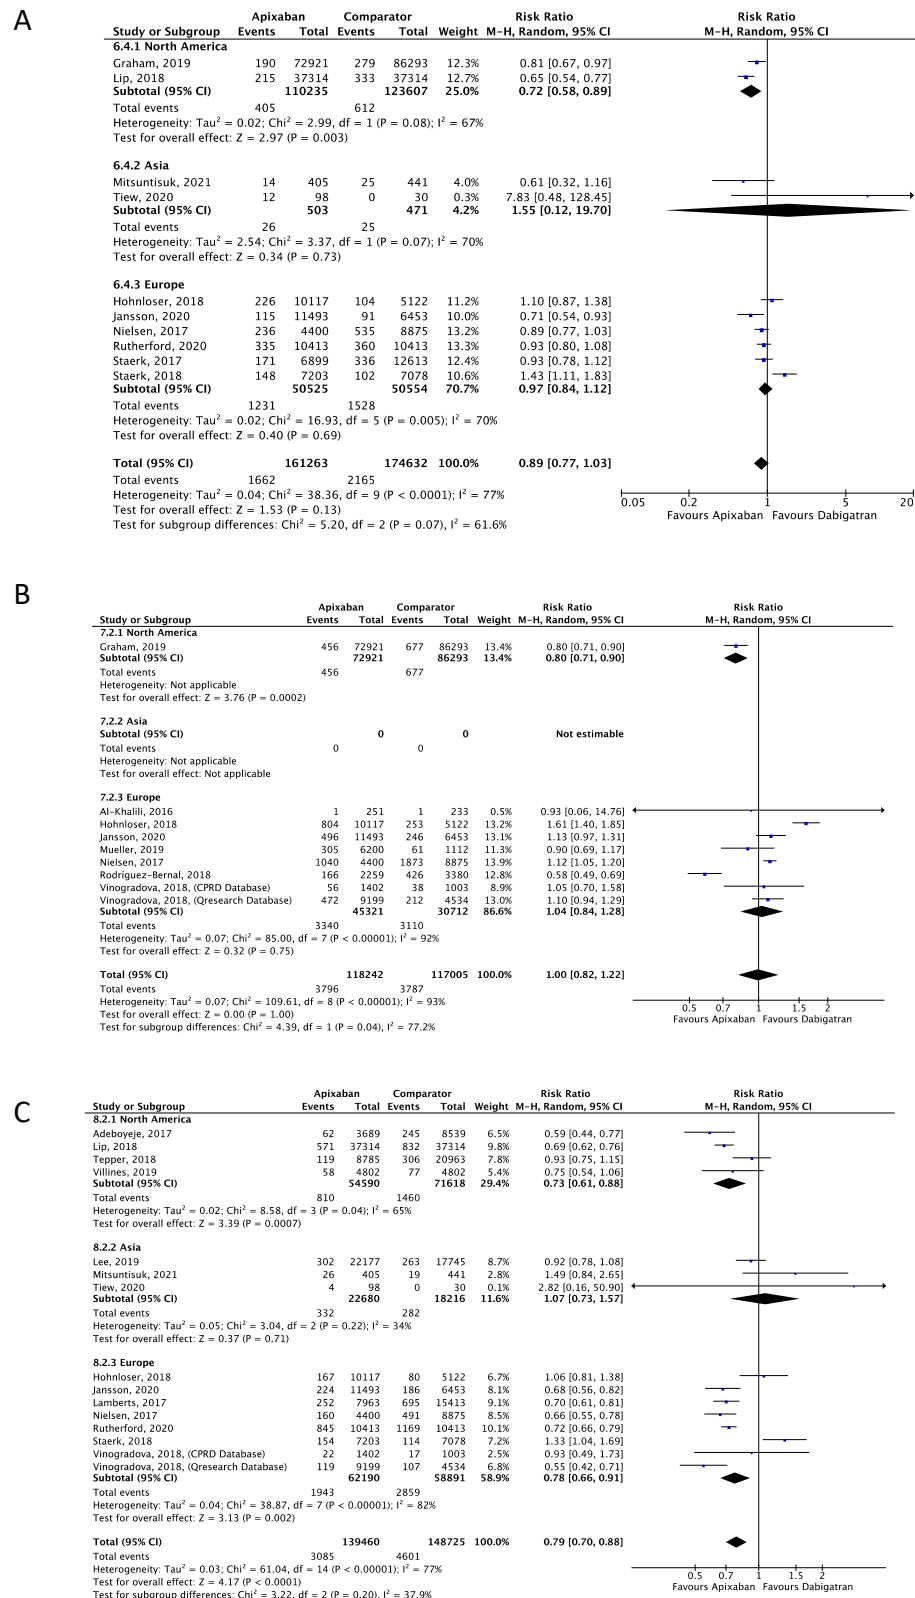 A
Apixaban Comparator Risk Ratio Risk Ratio
Study or Subgroup Events Total Events Total Weight M-H, Random, 95% CI M-H, Random, 95% CI
6.4.1 North America
Graham, 2019 190 72921 279 86293 12.3% 0.81 [0.67, 0.97]
Lip, 2018 215 37314 333 37314 12.7% 0.65 [0.54, 0.77]
Subtotal (95% CI) 110235 123607 25.0% 0.72 [0.58, 0.89]
Total events 405 612
Heterogeneity: Tau² = 0.02; Chi² = 2.99, df = 1 (P = 0.08); I² = 67%
Test for overall effect: Z = 2.97 (P = 0.003)
6.4.2 Asia
Mitsuntisuk, 2021 14 405 25 441 4.0% 0.61 [0.32, 1.16]
Tiew, 2020 12 98 0 30 0.3% 7.83 [0.48, 128.45]
Subtotal (95% CI) 503 471 4.2% 1.55 [0.12, 19.70]
Total events 26 25
Heterogeneity: Tau² = 2.54; Chi² = 3.37, df = 1 (P = 0.07); I² = 70%
Test for overall effect: Z = 0.34 (P = 0.73)
6.4.3 Europe
Hohnloser, 2018 226 10117 104 5122 11.2% 1.10 [0.87, 1.38]
Jansson, 2020 115 11493 91 6453 10.0% 0.71 [0.54, 0.93]
Nielsen, 2017 236 4400 535 8875 13.2% 0.89 [0.77, 1.03]
Rutherford, 2020 335 10413 360 10413 13.3% 0.93 [0.80, 1.08]
Staerk, 2017 171 6899 336 12613 12.4% 0.93 [0.78, 1.12]
Staerk, 2018 148 7203 102 7078 10.6% 1.43 [1.11, 1.83]
Subtotal (95% CI) 50525 50554 70.7% 0.97 [0.84, 1.12]
Total events 1231 1528
Heterogeneity: Tau² = 0.02; Chi² = 16.93, df = 5 (P = 0.005); I² = 70%
Test for overall effect: Z = 0.40 (P = 0.69)
Total (95% CI) 161263 174632 100.0% 0.89 [0.77, 1.03]
Total events 1662 2165
Heterogeneity: Tau² = 0.04; Chi² = 38.36, df = 9 (P < 0.0001); I² = 77%
Test for overall effect: Z = 1.53 (P = 0.13)
Test for subgroup differences: Chi² = 5.20, df = 2 (P = 0.07), I² = 61.6%
0.05 0.2 1 5 20
Favours Apixaban Favours Dabigatran
B
Apixaban Comparator Risk Ratio Risk Ratio
Study or Subgroup Events Total Events Total Weight M-H, Random, 95% CI M-H, Random, 95% CI
7.2.1 North America
Graham, 2019 456 72921 677 86293 13.4% 0.80 [0.71, 0.90]
Subtotal (95% CI) 72921 86293 13.4% 0.80 [0.71, 0.90]
Total events 456 677
Heterogeneity: Not applicable
Test for overall effect: Z = 3.76 (P = 0.0002)
7.2.2 Asia
Subtotal (95% CI) 0 0 Not estimable
Total events 0 0
Heterogeneity: Not applicable
Test for overall effect: Not applicable
7.2.3 Europe
Al-Khalili, 2016 1 251 1 233 0.5% 0.93 [0.06, 14.76]
Hohnloser, 2018 804 10117 253 5122 13.2% 1.61 [1.40, 1.85]
Jansson, 2020 496 11493 246 6453 13.1% 1.13 [0.97, 1.31]
Mueller, 2019 305 6200 61 1112 11.3% 0.90 [0.69, 1.17]
Nielsen, 2017 1040 4400 1873 8875 13.9% 1.12 [1.05, 1.20]
Rodríguez-Bernal, 2018 166 2259 426 3380 12.8% 0.58 [0.49, 0.69]
Vinogradova, 2018, (CPRD Database) 56 1402 38 1003 8.9% 1.05 [0.70, 1.58]
Vinogradova, 2018, (Qresearch Database) 472 9199 212 4534 13.0% 1.10 [0.94, 1.29]
Subtotal (95% CI) 45321 30712 86.6% 1.04 [0.84, 1.28]
Total events 3340 3110
Heterogeneity: Tau² = 0.07; Chi² = 85.00, df = 7 (P < 0.00001); I² = 92%
Test for overall effect: Z = 0.32 (P = 0.75)
Total (95% CI) 118242 117005 100.0% 1.00 [0.82, 1.22]
Total events 3796 3787
Heterogeneity: Tau² = 0.07; Chi² = 109.61, df = 8 (P < 0.00001); I² = 93%
Test for overall effect: Z = 0.00 (P = 1.00)
Test for subgroup differences: Chi² = 4.39, df = 1 (P = 0.04), I² = 77.2%
0.5 0.7 1 1.5 2
Favours Apixaban Favours Dabigatran
C
Apixaban Comparator Risk Ratio Risk Ratio
Study or Subgroup Events Total Events Total Weight M-H, Random, 95% CI M-H, Random, 95% CI
8.2.1 North America
Adeboyeje, 2017 62 3689 245 8539 6.5% 0.59 [0.44, 0.77]
Lip, 2018 571 37314 832 37314 9.8% 0.69 [0.62, 0.76]
Tepper, 2018 119 8785 306 20963 7.8% 0.93 [0.75, 1.15]
Villines, 2019 58 4802 77 4802 5.4% 0.75 [0.54, 1.06]
Subtotal (95% CI) 54590 71618 29.4% 0.73 [0.61, 0.88]
Total events 810 1460
Heterogeneity: Tau² = 0.02; Chi² = 8.58, df = 3 (P = 0.04); I² = 65%
Test for overall effect: Z = 3.39 (P = 0.0007)
8.2.2 Asia
Lee, 2019 302 22177 263 17745 8.7% 0.92 [0.78, 1.08]
Mitsuntisuk, 2021 26 405 19 441 2.8% 1.49 [0.84, 2.65]
Tiew, 2020 4 98 0 30 0.1% 2.82 [0.16, 50.90]
Subtotal (95% CI) 22680 18216 11.6% 1.07 [0.73, 1.57]
Total events 332 282
Heterogeneity: Tau² = 0.05; Chi² = 3.04, df = 2 (P = 0.22); I² = 34%
Test for overall effect: Z = 0.37 (P = 0.71)
8.2.3 Europe
Hohnloser, 2018 167 10117 80 5122 6.7% 1.06 [0.81, 1.38]
Jansson, 2020 224 11493 186 6453 8.1% 0.68 [0.56, 0.82]
Lamberts, 2017 252 7963 695 15413 9.1% 0.70 [0.61, 0.81]
Nielsen, 2017 160 4400 491 8875 8.5% 0.66 [0.55, 0.78]
Rutherford, 2020 845 10413 1169 10413 10.1% 0.72 [0.66, 0.79]
Staerk, 2018 154 7203 114 7078 7.2% 1.33 [1.04, 1.69]
Vinogradova, 2018, (CPRD Database) 22 1402 17 1003 2.4% 0.93 [0.49, 1.73]
Vinogradova, 2018, (Qresearch Database) 119 9199 107 4534 6.8% 0.55 [0.42, 0.71]
Subtotal (95% CI) 62190 58891 58.9% 0.78 [0.66, 0.91]
Total events 1943 2859
Heterogeneity: Tau² = 0.04; Chi² = 38.87, df = 7 (P < 0.00001); I² = 82%
Test for overall effect: Z = 3.13 (P = 0.002)
Total (95% CI) 139460 148725 100.0% 0.79 [0.70, 0.88]
Total events 3085 4601
Heterogeneity: Tau² = 0.03; Chi² = 61.04, df = 14 (P < 0.00001); I² = 77%
Test for overall effect: Z = 4.17 (P < 0.0001)
Test for subgroup differences: Chi² = 3.22, df = 2 (P = 0.20), I² = 37.9%
0.5 0.7 1 1.5 2
Favours Apixaban Favours Dabigatran